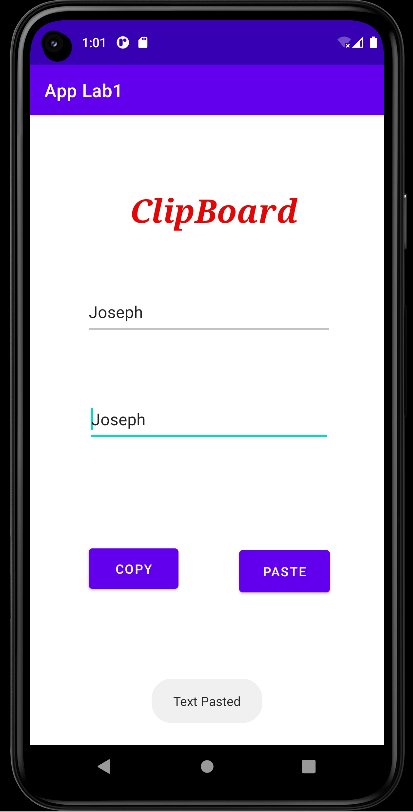 1:01
App Lab1
ClipBoard
Joseph
Joseph
COPY
PASTE
Text Pasted